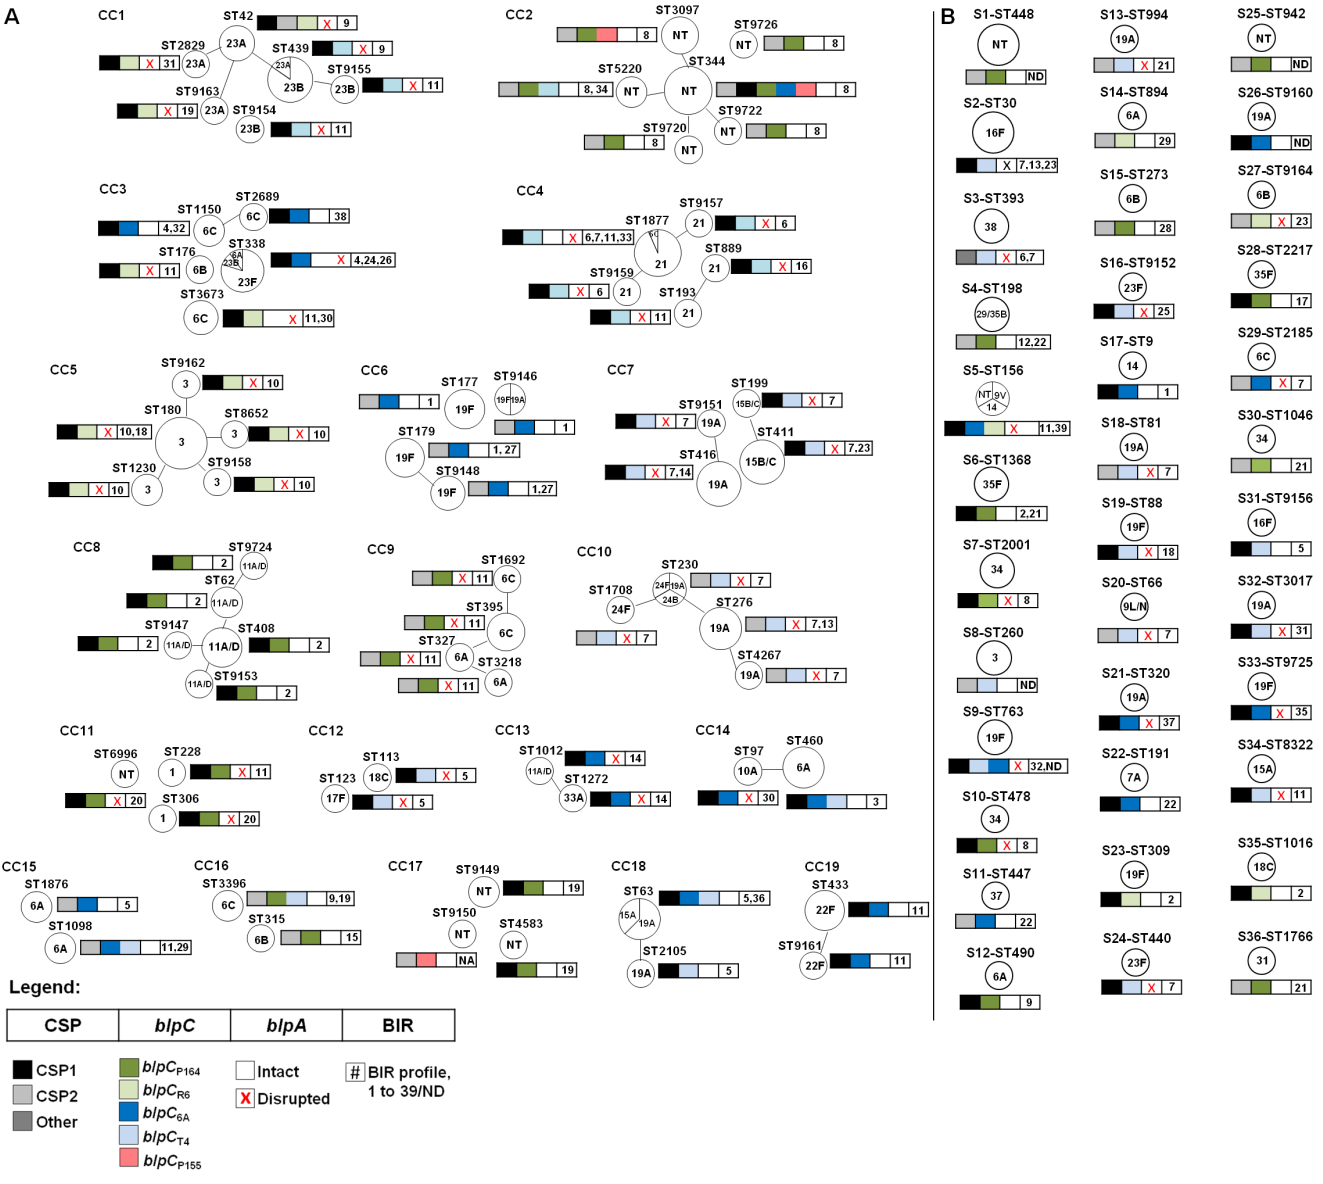 A
CC1
ST42
23A
9
ST2829
23A
31
ST439
23A
23B
9
ST9155
23B
11
ST9163
23A
19
ST9154
23B
11
CC2
ST3097
NT
8
ST9726
NT
8
ST5220
NT
8, 34
ST344
NT
8
ST9722
NT
8
ST9720
NT
8
CC3
ST1150
6C
4,32
ST2689
6C
38
ST176
6B
X
11
ST338
6A
23B
23F
X
4,24,26
ST3673
6C
X
11,30
CC4
ST1877
6C
21
X
6,7,11,33
ST9157
21
X
6
ST889
21
X
16
ST9159
21
X
6
ST193
21
X
11
CC5
ST9162
3
X
10
ST180
3
X
10,18
ST8652
3
X
10
ST1230
3
X
10
ST9158
3
X
10
CC6
ST177
19F
1
ST9146
19F 19A
1
ST179
19F
1, 27
ST9148
19F
1,27
CC7
ST199
15B/C
X
7
ST9151
19A
X
7
ST411
15B/C
X
7,23
ST416
19A
X
7,14
CC8
ST9724
11A/D
2
ST62
11A/D
2
ST9147
11A/D
2
ST408
11A/D
2
ST9153
11A/D
2
CC9
ST1692
6C
X
11
ST395
6C
X
11
ST327
6A
X
11
ST3218
6A
X
11
CC10
ST230
24F 19A
24B
X
7
ST1708
24F
X
7
ST276
19A
X
7,13
ST4267
19A
X
7
CC11
ST6996
NT
X
20
ST228
1
X
11
ST306
1
X
20
CC12
ST113
18C
X
5
ST123
17F
X
5
CC13
ST1012
11A/D
X
14
ST1272
33A
X
14
CC14
ST97
10A
X
30
ST460
6A
3
CC15
ST1876
6A
5
ST1098
6A
11,29
CC16
ST3396
6C
9,19
ST315
6B
15
CC17
ST9149
NT
19
ST9150
NT
NA
ST4583
NT
19
CC18
ST63
15A
19A
5,36
ST2105
19A
5
CC19
ST433
22F
11
ST9161
22F
11
Legend:
CSP blpC blpA BIR
CSP1
CSP2
Other
blpCP164
blpCR6
blpC6A
blpCT4
blpCP155
Intact
X Disrupted
# BIR profile,
1 to 39/ND
B
S1-ST448
NT
ND
S2-ST30
16F
X 7,13,23
S3-ST393
38
X 6,7
S4-ST198
29/35B
12,22
S5-ST156
NT 9V
14
X 11,39
S6-ST1368
35F
2,21
S7-ST2001
34
X 8
S8-ST260
3
ND
S9-ST763
19F
X 32,ND
S10-ST478
34
X 8
S11-ST447
37
22
S12-ST490
6A
9
S13-ST994
19A
X 21
S14-ST894
6A
29
S15-ST273
6B
28
S16-ST9152
23F
X 25
S17-ST9
14
1
S18-ST81
19A
X 7
S19-ST88
19F
X 18
S20-ST66
9L/N
X 7
S21-ST320
19A
X 37
S22-ST191
7A
22
S23-ST309
19F
2
S24-ST440
23F
X 7
S25-ST942
NT
ND
S26-ST9160
19A
ND
S27-ST9164
6B
X 23
S28-ST2217
35F
17
S29-ST2185
6C
X 7
S30-ST1046
34
21
S31-ST9156
16F
5
S32-ST3017
19A
X 31
S33-ST9725
19F
X 35
S34-ST8322
15A
X 11
S35-ST1016
18C
2
S36-ST1766
31
21